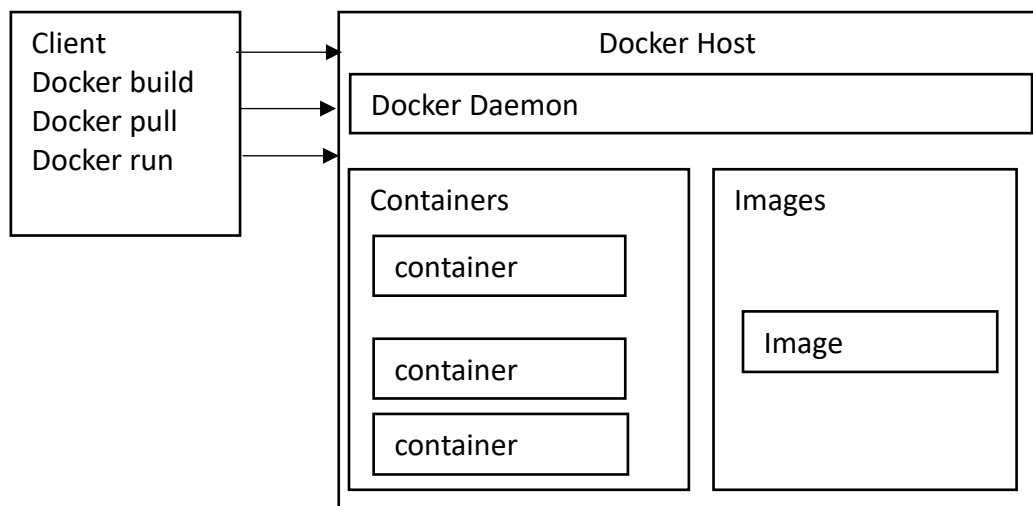 Client
Docker build
Docker pull
Docker run
Docker Host
Docker Daemon
Containers
container
container
container
Images
Image